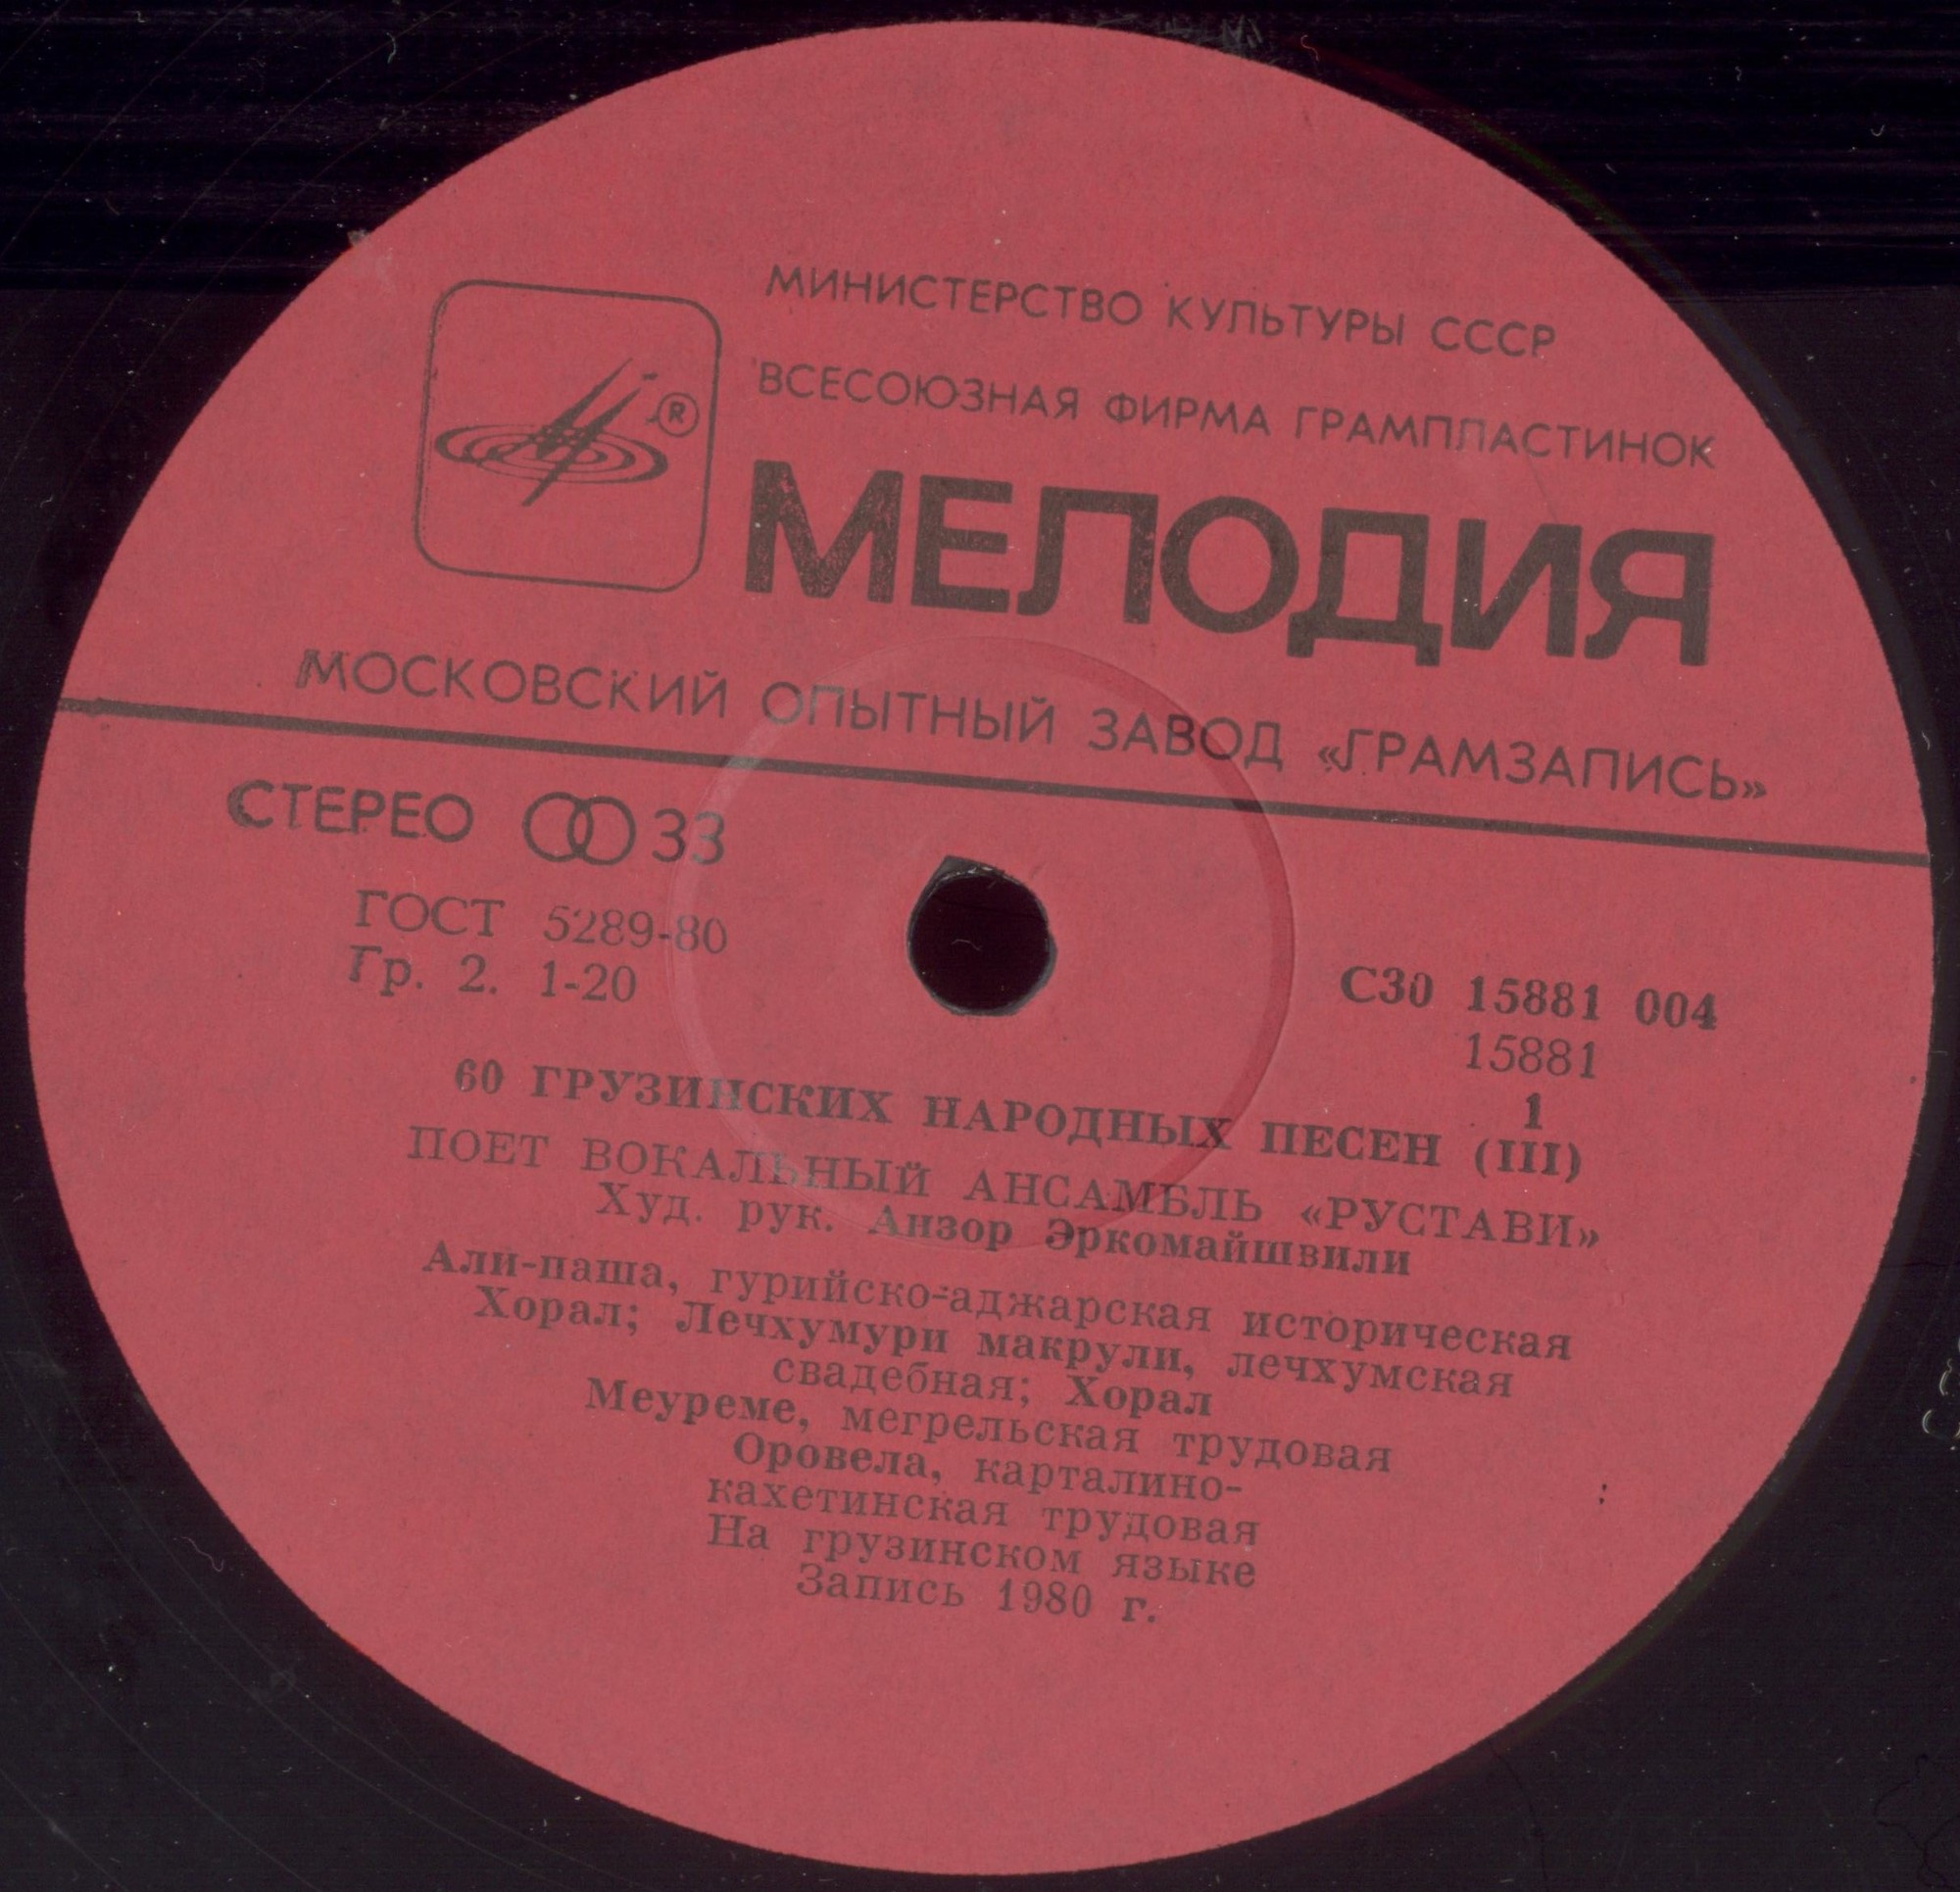 МИНИСТЕРСТВО КУЛЬТУРЫ СССР
ВСЕСОЮЗНАЯ ФИРМА ГРАМПЛАСТИНОК
®
МЕЛОДИЯ
МОСКОВСКИЙ ОПЫТНЫЙ ЗАВОД «ГРАМЗАПИСЬ»
СТЕРЕО 33
ГОСТ 5289-80
Гр. 2. 1-20
С30 15881 004
15881
1
60 ГРУЗИНСКИХ НАРОДНЫХ ПЕСЕН (III)
ПОЕТ ВОКАЛЬНЫЙ АНСАМБЛЬ «РУСТАВИ»
Худ. рук. Анзор Эркомайшвили
Али-паша, гурийско-аджарская историческая
Хорал; Лечхумури макрули, лечхумская
свадебная; Хорал
Меуреме, мегрельская трудовая
Оровела, карталино-
кахетинская трудовая
На грузинском языке
Запись 1980 г.